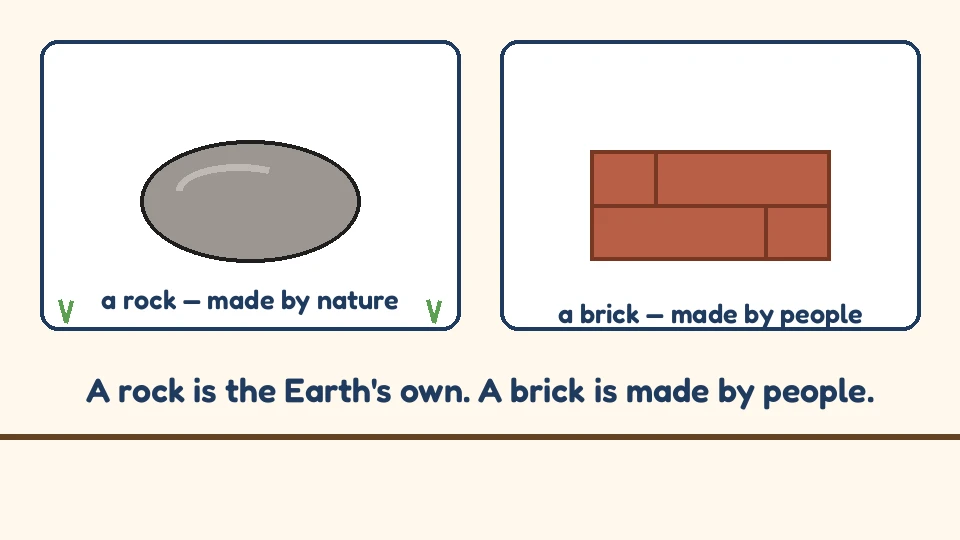 a rock — made by nature
a brick — made by people
A rock is the Earth's own. A brick is made by people.